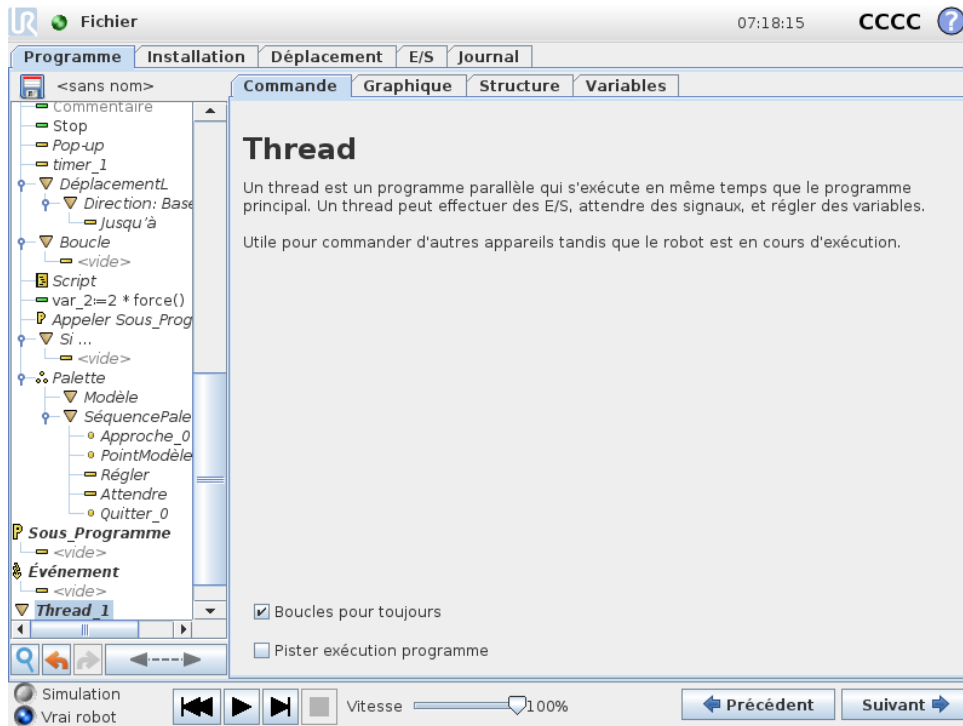 UR Fichier 07:18:15 CCCC ?
Programme Installation Déplacement E/S Journal
<sans nom> Commande Graphique Structure Variables
Commentaire
Stop
Pop-up
timer_1
DéplacementL
Direction: Base
Jusqu'à
Boucle
<vide>
Script
var_2:=2 * force()
P Appeler Sous_Prog
Si ...
<vide>
Palette
Modèle
SéquencePale
Approche_0
PointModèle
Régler
Attendre
Quitter_0
P Sous_Programme
<vide>
Événement
<vide>
Thread_1
Thread
Un thread est un programme parallèle qui s'exécute en même temps que le programme
principal. Un thread peut effectuer des E/S, attendre des signaux, et régler des variables.
Utile pour commander d'autres appareils tandis que le robot est en cours d'exécution.
Boucles pour toujours
Pister exécution programme
Simulation
Vrai robot
Vitesse 100%
Précédent Suivant